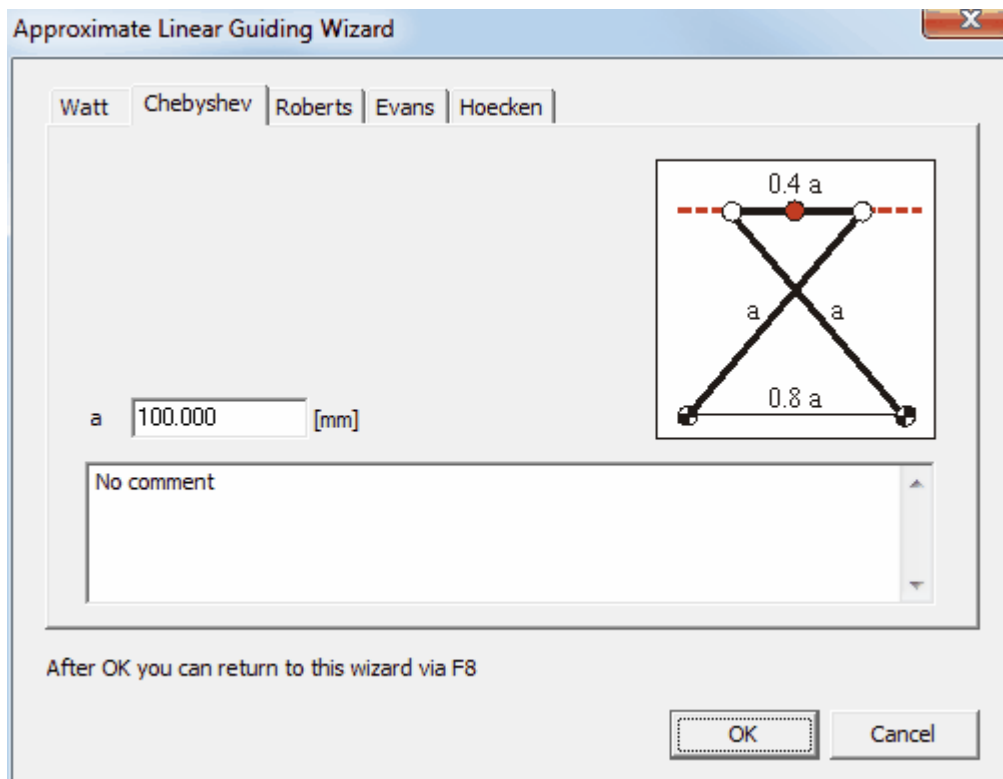 Approximate Linear Guiding Wizard
Watt Chebyshev Roberts Evans Hoecken
0.4 a
a a
0.8 a
a 100.000 [mm]
No comment
After OK you can return to this wizard via F8
OK Cancel